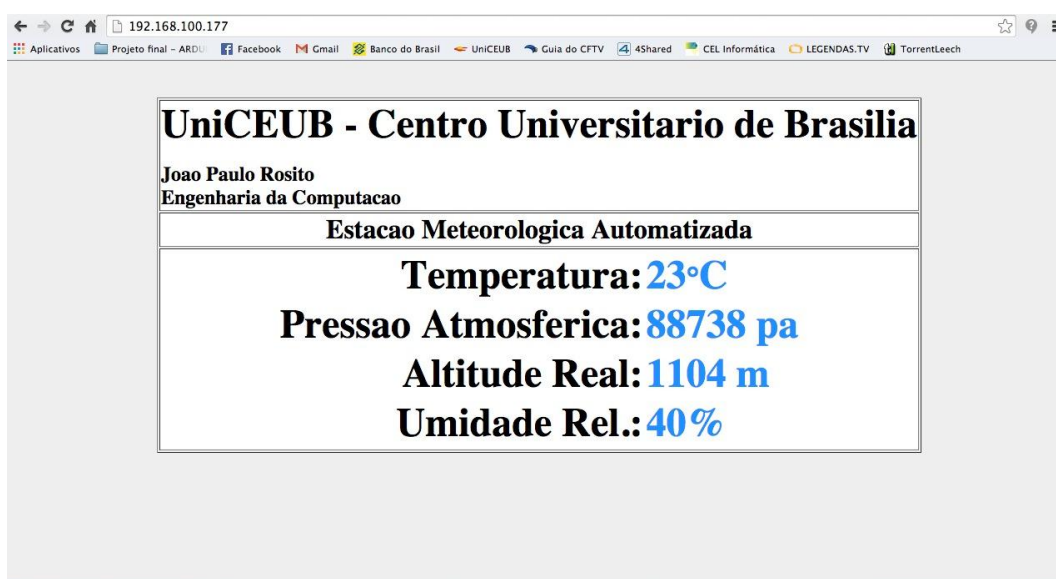 192.168.100.177
Aplicativos Projeto final - ARDU Facebook Gmail Banco do Brasil UniCEUB Guia do CFTV 4Shared CEL Informática LEGENDAS.TV TorrentLeech
UniCEUB - Centro Universitario de Brasilia
Joao Paulo Rosito
Engenharia da Computacao
Estacao Meteorologica Automatizada
Temperatura: 23°C
Pressao Atmosferica: 88738 pa
Altitude Real: 1104 m
Umidade Rel.: 40%